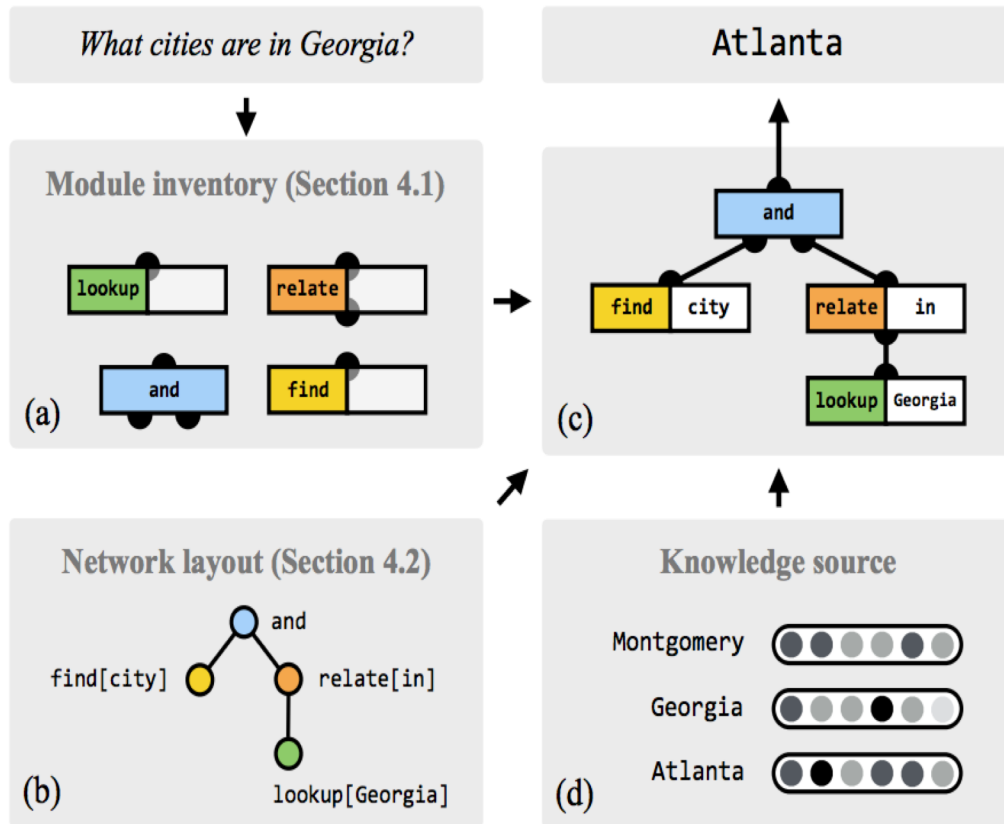 What cities are in Georgia?
Atlanta
Module inventory (Section 4.1)
lookup
relate
and
find
(a)
and
find city
relate in
lookup Georgia
(c)
Network layout (Section 4.2)
and
find[city]
relate[in]
lookup[Georgia]
(b)
Knowledge source
Montgomery
Georgia
Atlanta
(d)